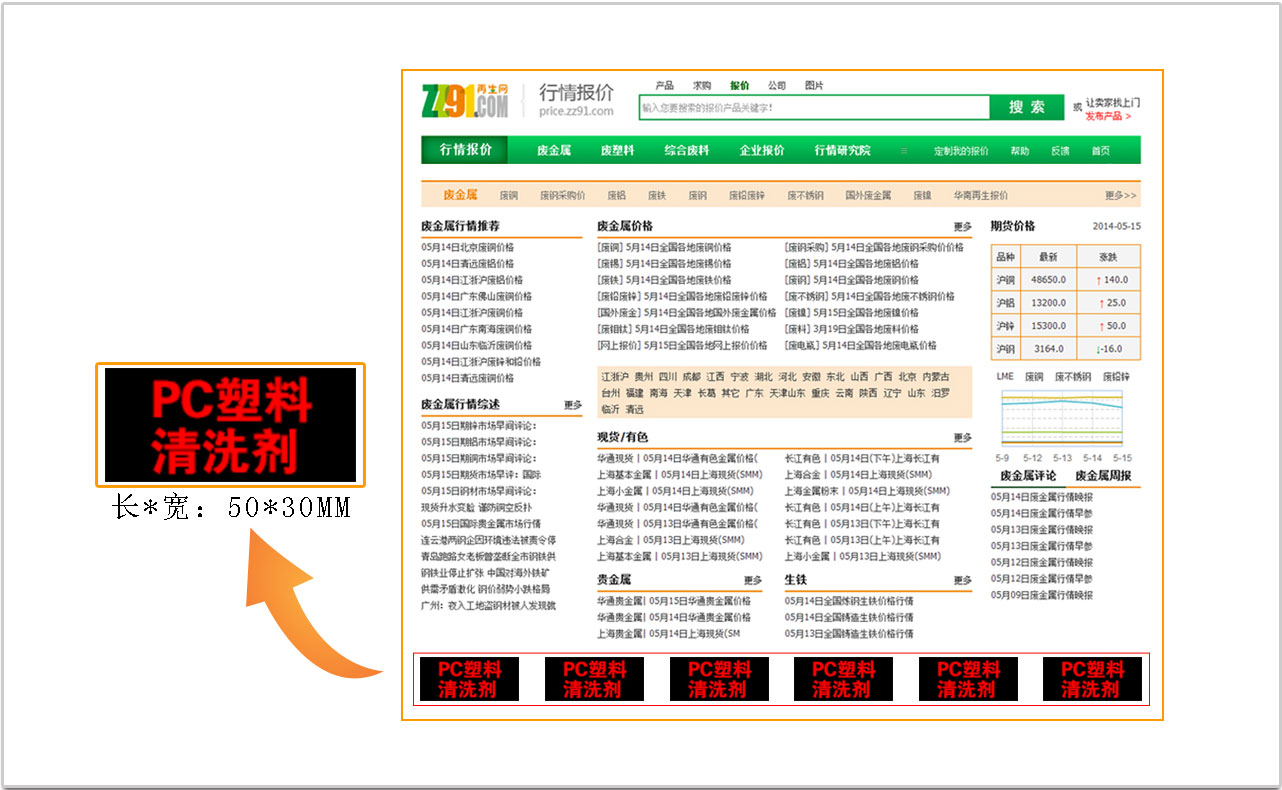 ZZ91.COM 再生网
行情报价
price.zz91.com
产品 求购 报价 公司 图片
输入您要搜索的报价产品关键字!
搜 索
或 让卖家找上门
发布产品 >
行情报价 废金属 废塑料 综合废料 企业报价 行情研究院 定制我的报价 帮助 反馈 首页
废金属 废铜 废铜采购价 废铝 废铁 废钢 废铅废锌 废不锈钢 国外废金属 废镍 华南再生报价 更多>>
废金属行情推荐
05月14日北京废铜价格
05月14日清远废铝价格
05月14日江浙沪废铝价格
05月14日广东佛山废铜价格
05月14日江浙沪废铜价格
05月14日广东南海废铜价格
05月14日山东临沂废铜价格
05月14日江浙沪废锌和铅价格
05月14日清远废铜价格
废金属行情综述 更多
05月15日期锌市场早间评论：
05月15日期铝市场早间评论：
05月15日期铜市场早间评论：
05月15日期货市场早评：国际
05月15日铜材市场早间评论：
现货升水变脸 谨防铜空反扑
05月15日国际贵金属市场行情
连云港两钢企因环境违法被责令停
青岛跑路女老板曾垄断全市钢铁供
钢铁业停止扩张 中国对海外铁矿
供需矛盾激化 钢价弱势小跌格局
广州：夜入工地盗钢材被人发现就
废金属价格 更多
[废铜] 5月14日全国各地废铜价格
[废锡] 5月14日全国各地废锡价格
[废铁] 5月14日全国各地废铁价格
[废铅废锌] 5月14日全国各地废铅废锌价格
[国外废金] 5月14日全国各地国外废金属价格
[废钼钛] 5月14日全国各地废钼钛价格
[网上报价] 5月15日全国各地网上报价价格
[废铜采购] 5月14日全国各地废铜采购价价格
[废铝] 5月14日全国各地废铝价格
[废钢] 5月14日全国各地废钢价格
[废不锈钢] 5月14日全国各地废不锈钢价格
[废镍] 5月15日全国各地废镍价格
[废料] 3月19日全国各地废料价格
[废电瓶] 5月14日全国各地废电瓶价格
江浙沪 贵州 四川 成都 江西 宁波 湖北 河北 安徽 东北 山西 广西 北京 内蒙古
台州 福建 南海 天津 长葛 其它 广东 天津山东 重庆 云南 陕西 辽宁 山东 汨罗
临沂 清远
现货/有色 更多
华通现货 | 05月14日华通有色金属价格(
上海基本金属 | 05月14日上海现货(SMM)
上海小金属 | 05月14日上海现货(SMM)
华通现货 | 05月14日华通有色金属价格(
华通现货 | 05月13日华通有色金属价格(
上海合金 | 05月13日上海现货(SMM)
上海基本金属 | 05月13日上海现货(SMM)
长江有色 | 05月14日(下午)上海长江有
上海合金 | 05月14日上海现货(SMM)
上海金属粉末 | 05月14日上海现货(SMM)
长江有色 | 05月14日(上午)上海长江有
长江有色 | 05月13日(下午)上海长江有
长江有色 | 05月13日(上午)上海长江有
上海小金属 | 05月13日上海现货(SMM)
贵金属 更多
华通贵金属| 05月15日华通贵金属价格
华通贵金属| 05月14日华通贵金属价格
上海贵金属| 05月14日上海现货(SM
生铁 更多
05月14日全国炼钢生铁价格行情
05月14日全国铸造生铁价格行情
05月13日全国铸造生铁价格行情
期货价格 2014-05-15
品种 最新 涨跌
沪铜 48650.0 ↑140.0
沪铝 13200.0 ↑25.0
沪锌 15300.0 ↑50.0
沪钢 3164.0 ↓-16.0
LME 废铜 废不锈钢 废铅锌
5-9 5-12 5-13 5-14 5-15
废金属评论 废金属周报
05月14日废金属行情晚报
05月14日废金属行情早参
05月13日废金属行情晚报
05月13日废金属行情早参
05月12日废金属行情晚报
05月12日废金属行情早参
05月09日废金属行情晚报
PC塑料
清洗剂
长*宽：50*30MM
PC塑料
清洗剂
PC塑料
清洗剂
PC塑料
清洗剂
PC塑料
清洗剂
PC塑料
清洗剂
PC塑料
清洗剂